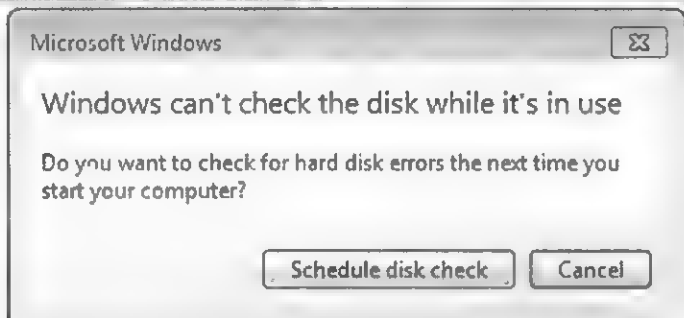 Microsoft Windows
Windows can't check the disk while it's in use
Do you want to check for hard disk errors the next time you
start your computer?
Schedule disk check
Cancel